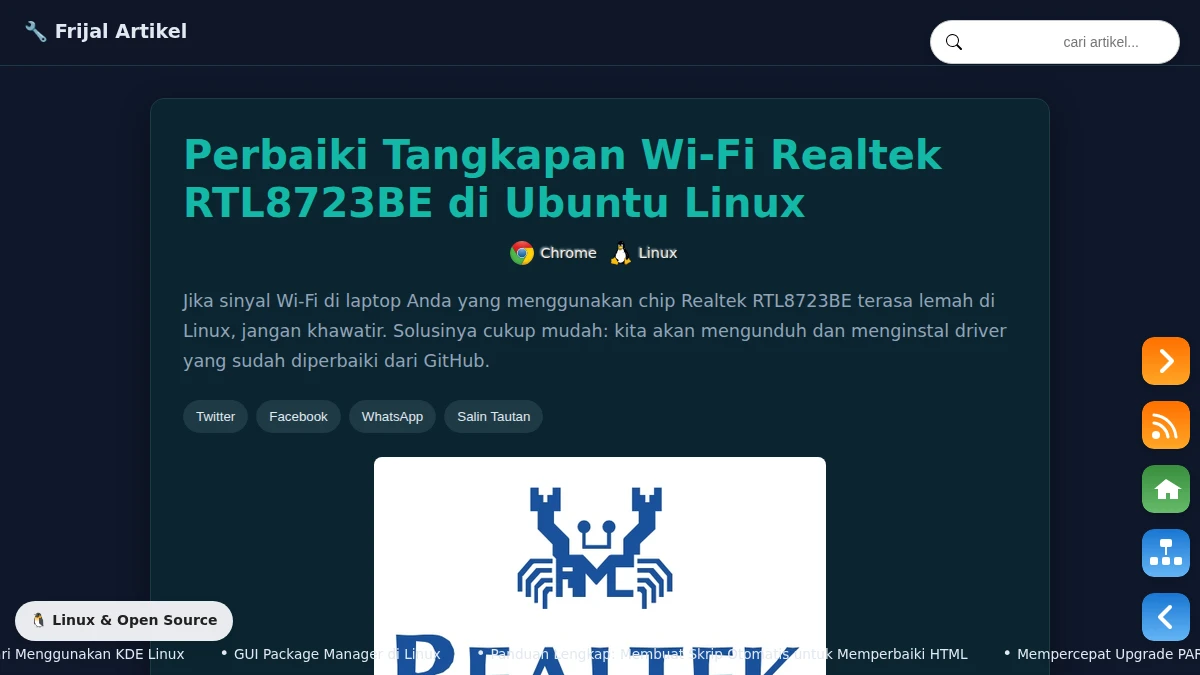 🔧 Frijal Artikel
cari artikel...
Perbaiki Tangkapan Wi-Fi Realtek
RTL8723BE di Ubuntu Linux
Chrome Linux
Jika sinyal Wi-Fi di laptop Anda yang menggunakan chip Realtek RTL8723BE terasa lemah di
Linux, jangan khawatir. Solusinya cukup mudah: kita akan mengunduh dan menginstal driver
yang sudah diperbaiki dari GitHub.
Twitter Facebook WhatsApp Salin Tautan
REALTEK
🐧 Linux & Open Source
ri Menggunakan KDE Linux • GUI Package Manager di Linux • Panduan Lengkap: Membuat Skrip Otomatis untuk Memperbaiki HTML • Mempercepat Upgrade PAR